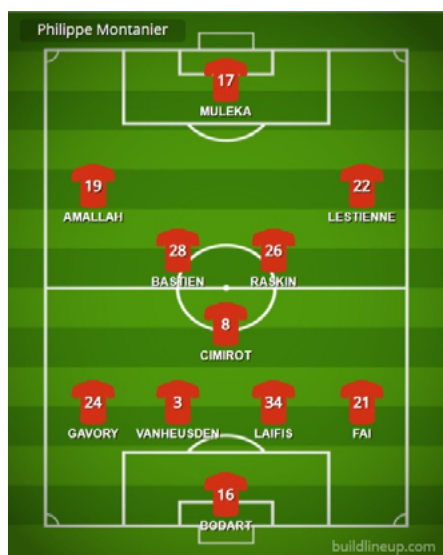 Philippe Montanier
17
MULEKA
19
AMALLAH
22
LESTIENNE
28
BASTIEN
26
RASKIN
8
CIMIROT
24
GAVORY
3
VANHEUSDEN
34
LAIFIS
21
FAI
16
BODART
buildlineup.com